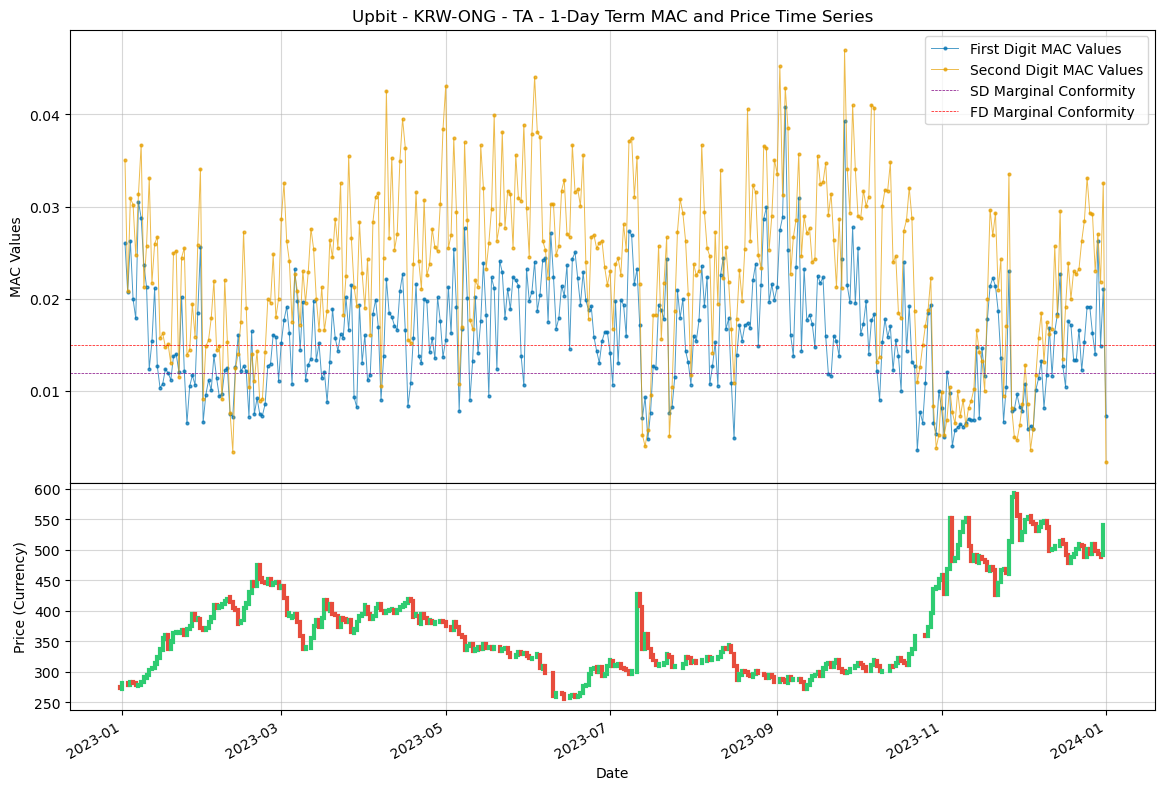 Upbit - KRW-ONG - TA - 1-Day Term MAC and Price Time Series
First Digit MAC Values
Second Digit MAC Values
SD Marginal Conformity
FD Marginal Conformity
MAC Values
0.04
0.03
0.02
0.01
Price (Currency)
600
550
500
450
400
350
300
250
2023-01
2023-03
2023-05
2023-07
2023-09
2023-11
2024-01
Date